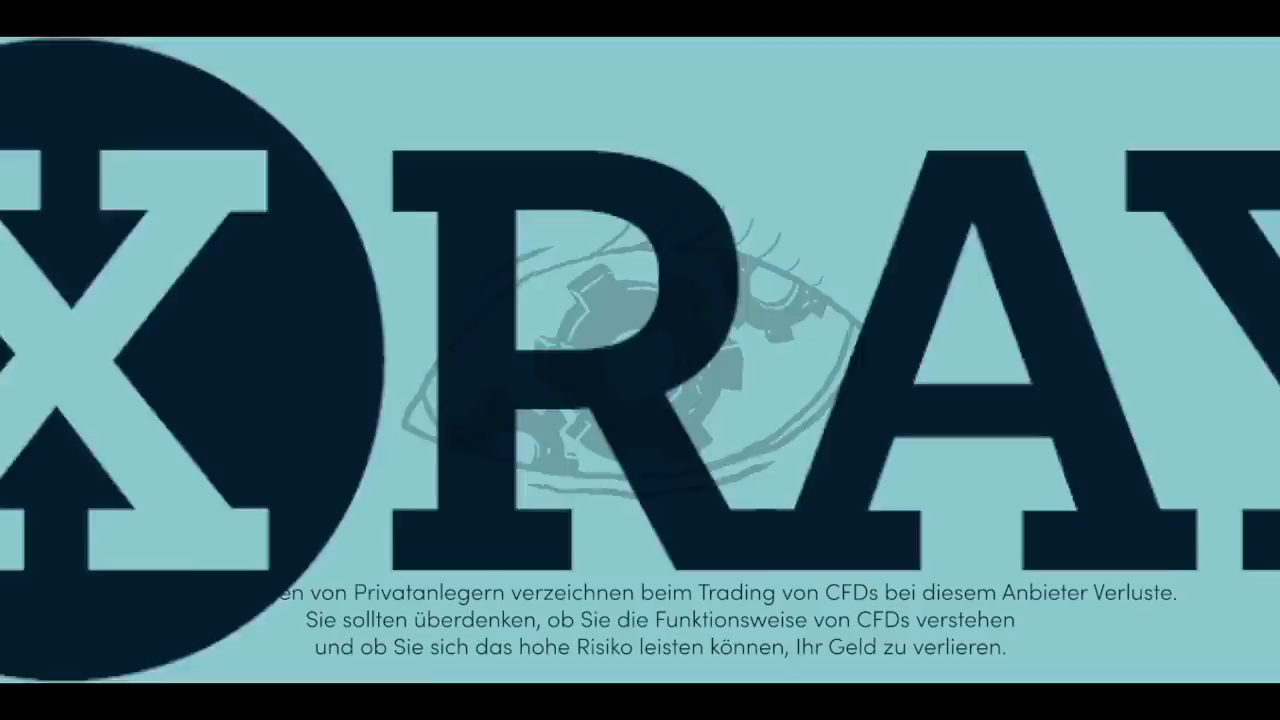 X RAY
en von Privatanlegern verzeichnen beim Trading von CFDs bei diesem Anbieter Verluste.
Sie sollten überdenken, ob Sie die Funktionsweise von CFDs verstehen
und ob Sie sich das hohe Risiko leisten können, Ihr Geld zu verlieren.